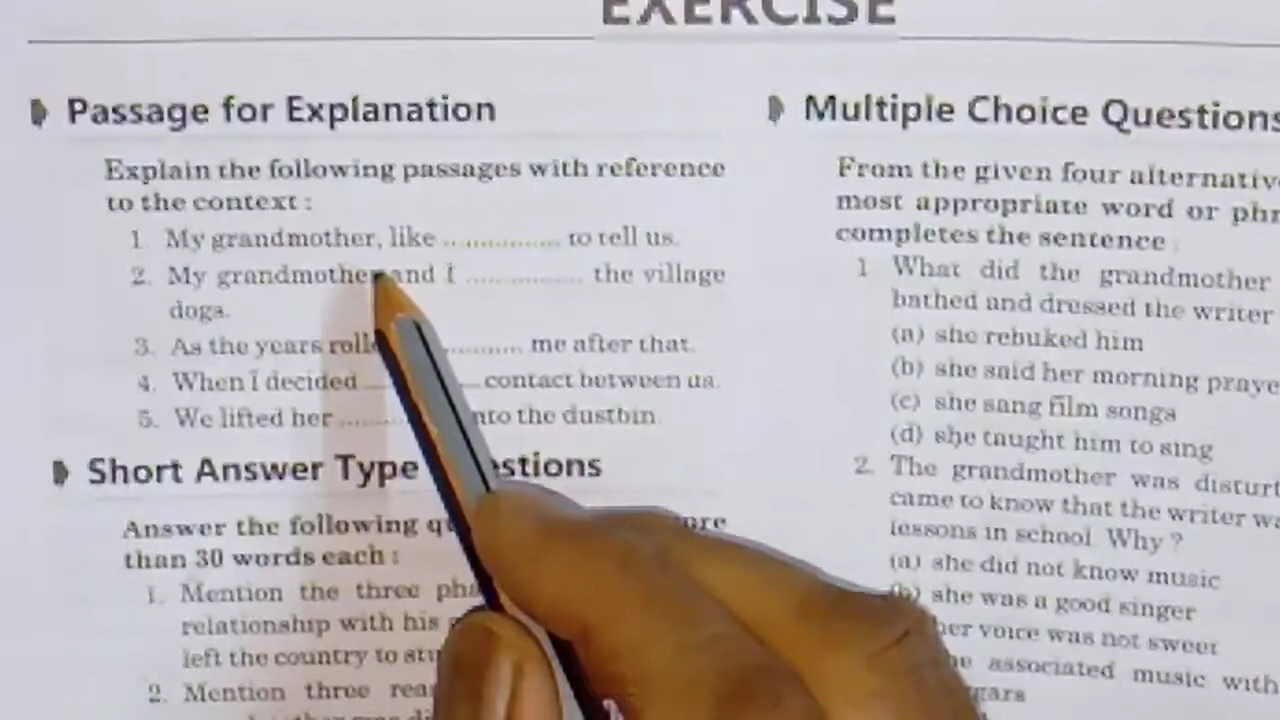 EXERCISE
Passage for Explanation
Explain the following passages with reference
to the context :
1. My grandmother, like ................ to tell us.
2. My grandmother and I ................ the village
dogs.
3. As the years ............ me after that.
4. When I decided contact between us.
5. We lifted her ........ the dustbin.
Short Answer Type
Answer the following
than 30 words each :
1. Mention the three
relationship with his
left the country to
2. Mention three
Multiple Choice Questions
From the given four
most appropriate word or
completes the sentence :
1. What did the grandmother
bathed and dressed the writer
(a) she rebuked him
(b) she said her morning
(c) she sang film songs
(d) she taught him to sing
2. The grandmother was
came to know that the writer
lessons in school. Why ?
(a) she did not know music
(b) she was a good singer
her voice was not sweet
associated music with